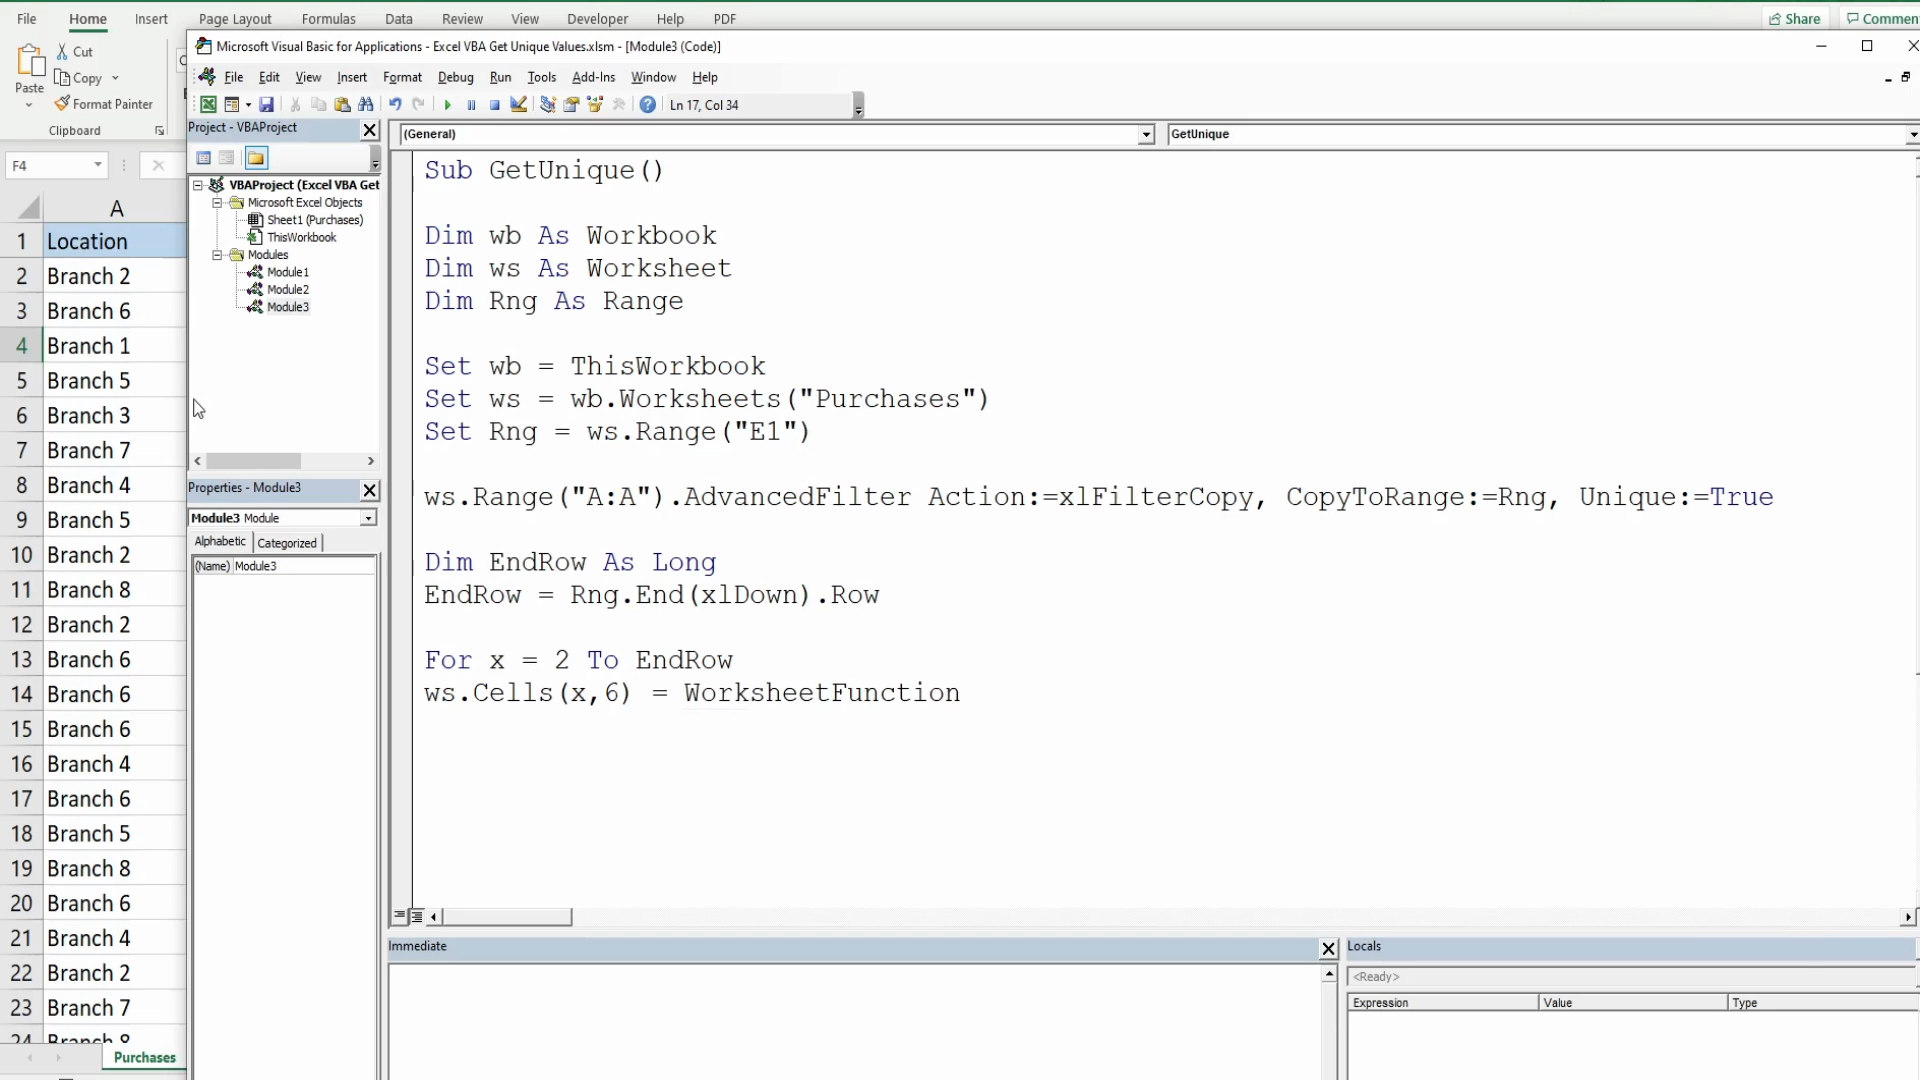 File Home Insert Page Layout Formulas Data Review View Developer Help PDF Share Commen
Microsoft Visual Basic for Applications - Excel VBA Get Unique Values.xlsm - [Module3 (Code)]
Cut
Copy
Paste
Format Painter
Clipboard
File Edit View Insert Format Debug Run Tools Add-Ins Window Help
Ln 17, Col 34
Project - VBAProject
(General)
GetUnique
F4
VBAProject (Excel VBA Get
Microsoft Excel Objects
Sheet1 (Purchases)
ThisWorkbook
Modules
Module1
Module2
Module3
Properties - Module3
Module3 Module
Alphabetic Categorized
(Name) Module3
A
1 Location
2 Branch 2
3 Branch 6
4 Branch 1
5 Branch 5
6 Branch 3
7 Branch 7
8 Branch 4
9 Branch 5
10 Branch 2
11 Branch 8
12 Branch 2
13 Branch 6
14 Branch 6
15 Branch 6
16 Branch 4
17 Branch 6
18 Branch 5
19 Branch 8
20 Branch 6
21 Branch 4
22 Branch 2
23 Branch 7
24 Branch 8
Purchases
Sub GetUnique()
Dim wb As Workbook
Dim ws As Worksheet
Dim Rng As Range
Set wb = ThisWorkbook
Set ws = wb.Worksheets("Purchases")
Set Rng = ws.Range("E1")
ws.Range("A:A").AdvancedFilter Action:=xlFilterCopy, CopyToRange:=Rng, Unique:=True
Dim EndRow As Long
EndRow = Rng.End(xlDown).Row
For x = 2 To EndRow
ws.Cells(x,6) = WorksheetFunction
Immediate
Locals
<Ready>
Expression Value Type